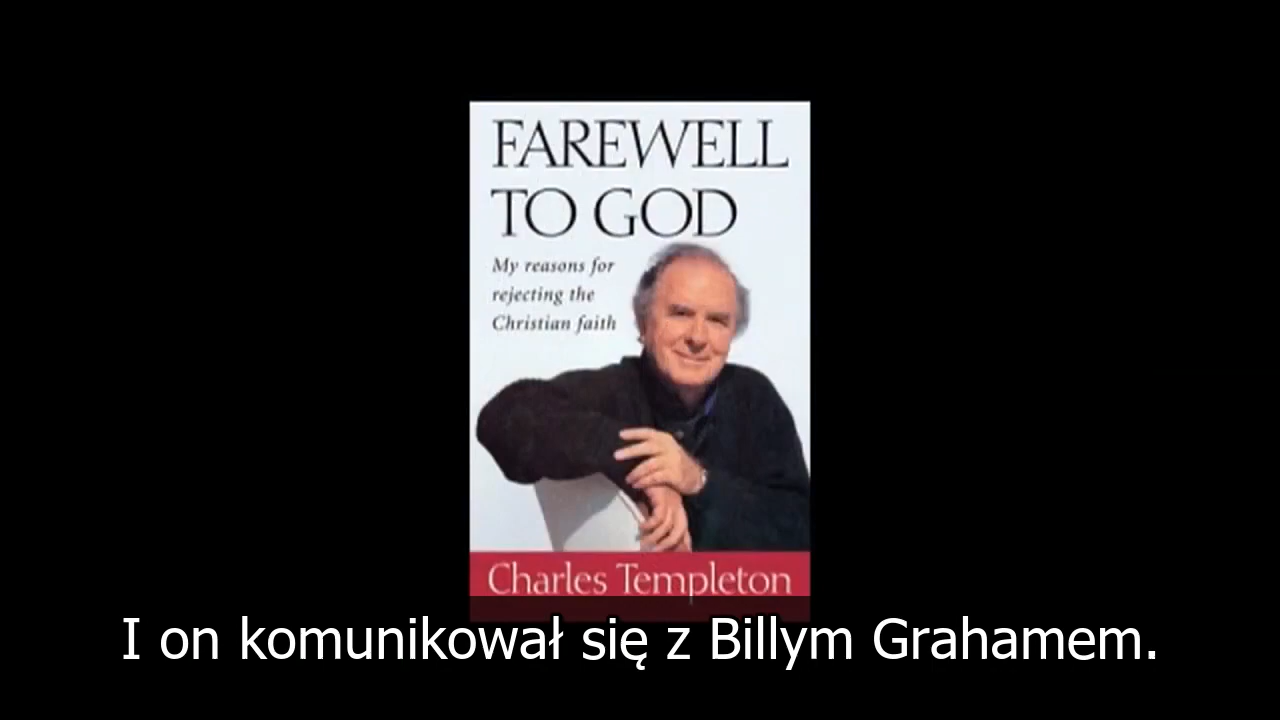 FAREWELL
TO GOD
My reasons for
rejecting the
Christian faith
Charles Templeton
I on komunikował się z Billym Grahamem.